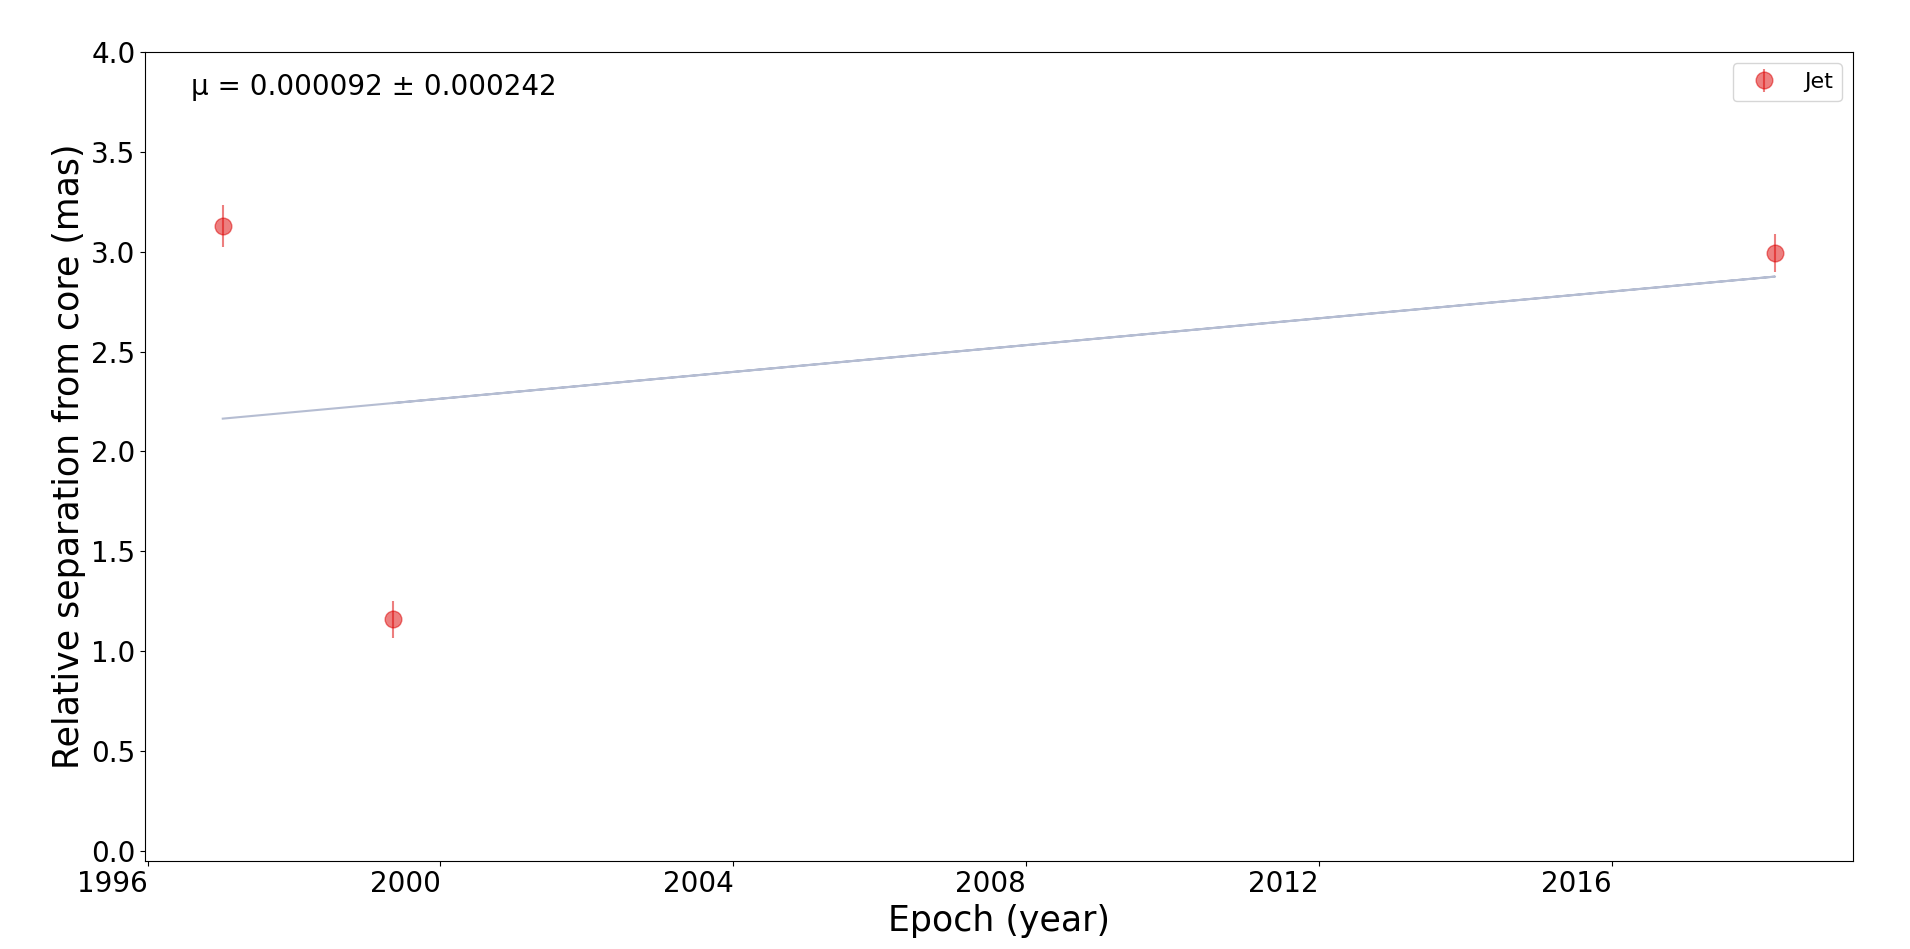 μ = 0.000092 ± 0.000242
Jet
Relative separation from core (mas)
4.0
3.5
3.0
2.5
2.0
1.5
1.0
0.5
0.0
1996 2000 2004 2008 2012 2016
Epoch (year)